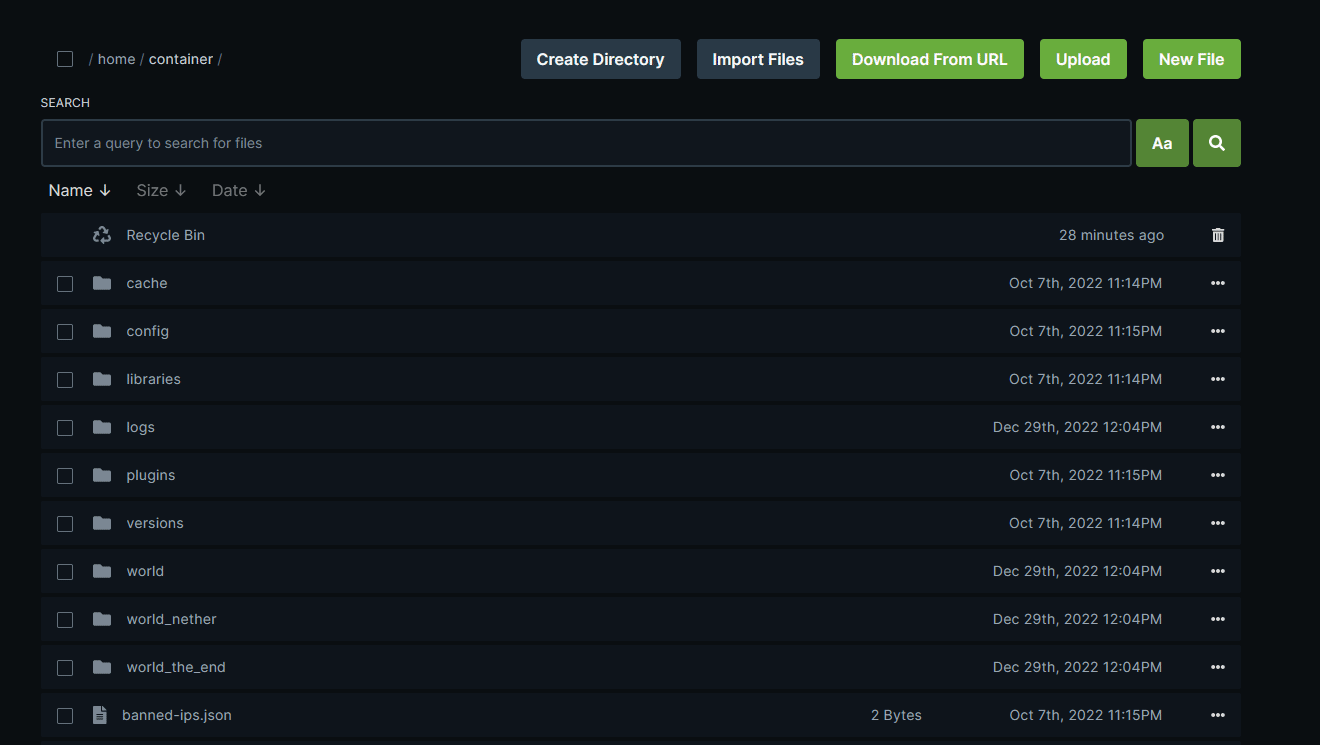 / home / container /
Create Directory
Import Files
Download From URL
Upload
New File
SEARCH
Enter a query to search for files
Aa
Name Size Date
Recycle Bin 28 minutes ago
cache Oct 7th, 2022 11:14PM
config Oct 7th, 2022 11:15PM
libraries Oct 7th, 2022 11:14PM
logs Dec 29th, 2022 12:04PM
plugins Oct 7th, 2022 11:15PM
versions Oct 7th, 2022 11:14PM
world Dec 29th, 2022 12:04PM
world_nether Dec 29th, 2022 12:04PM
world_the_end Dec 29th, 2022 12:04PM
banned-ips.json 2 Bytes Oct 7th, 2022 11:15PM